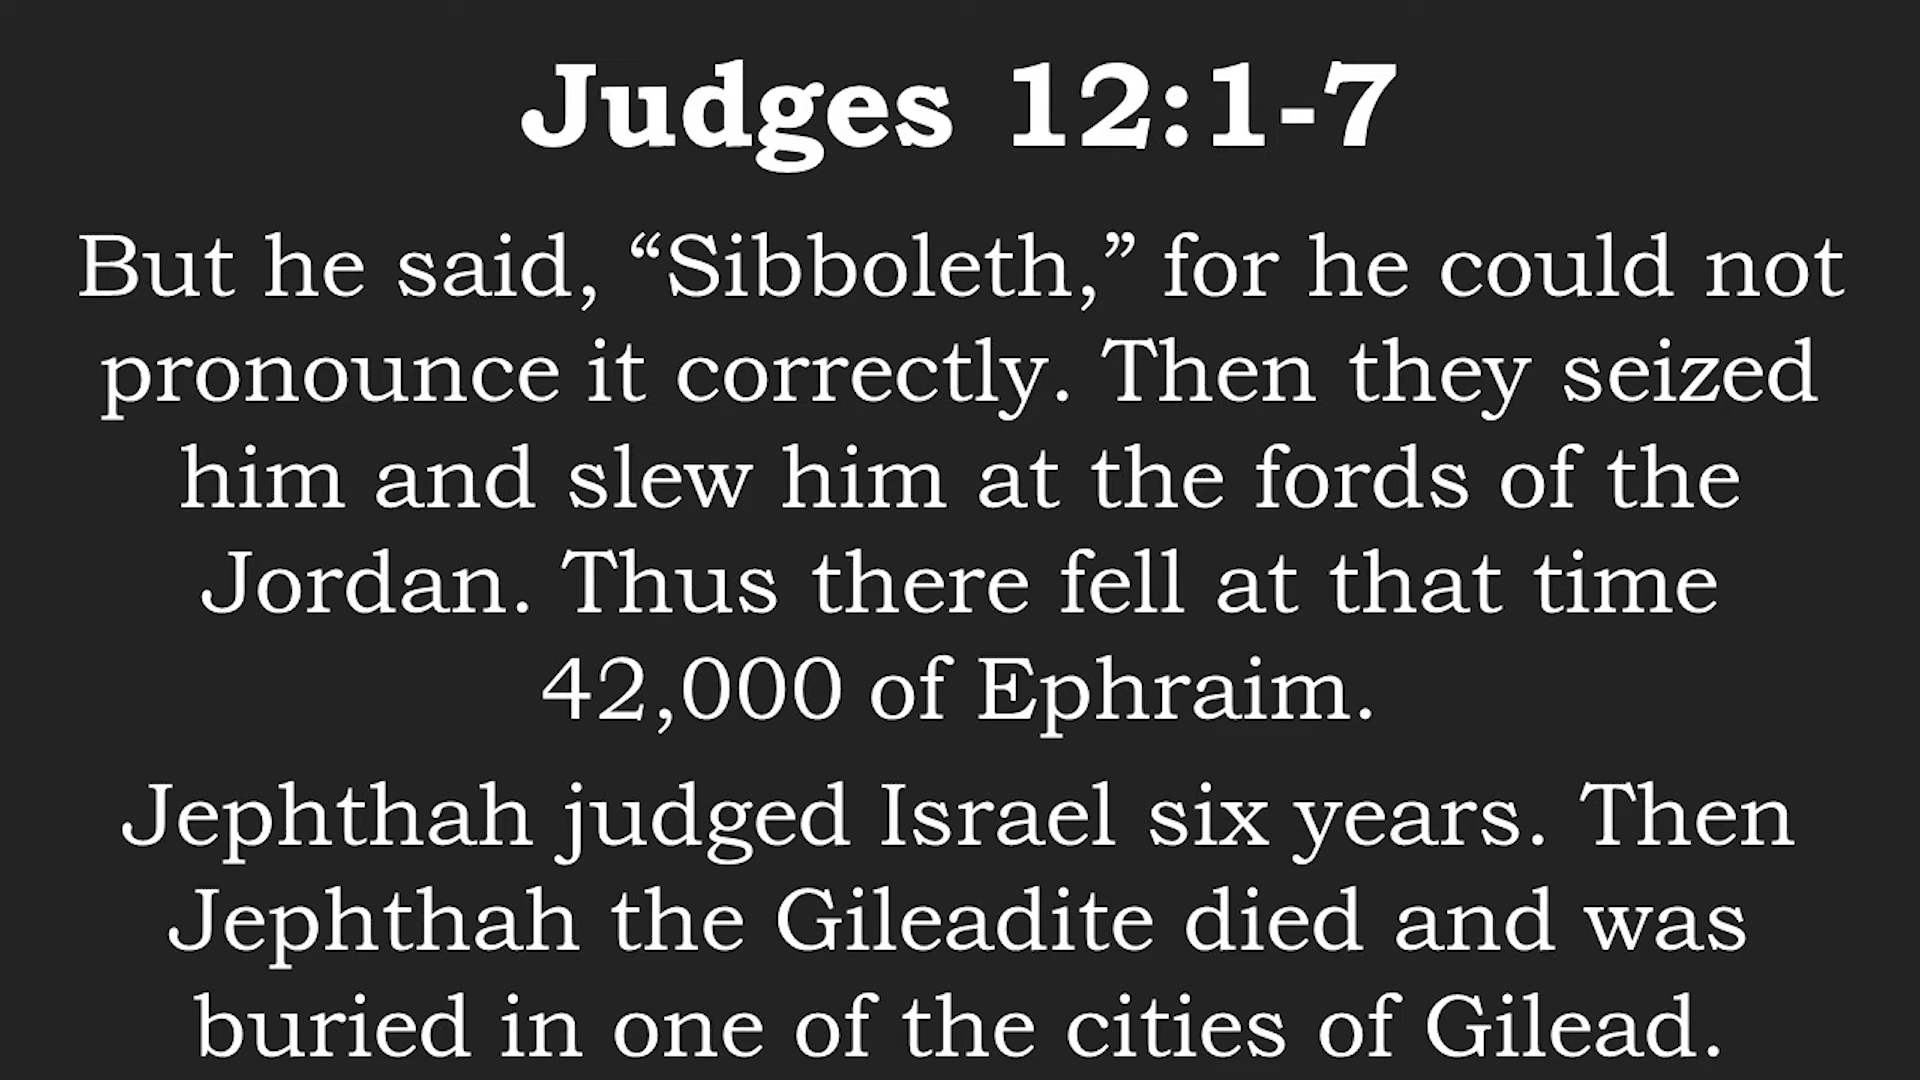 Judges 12:1-7
But he said, “Sibboleth,” for he could not
pronounce it correctly. Then they seized
him and slew him at the fords of the
Jordan. Thus there fell at that time
42,000 of Ephraim.
Jephthah judged Israel six years. Then
Jephthah the Gileadite died and was
buried in one of the cities of Gilead.